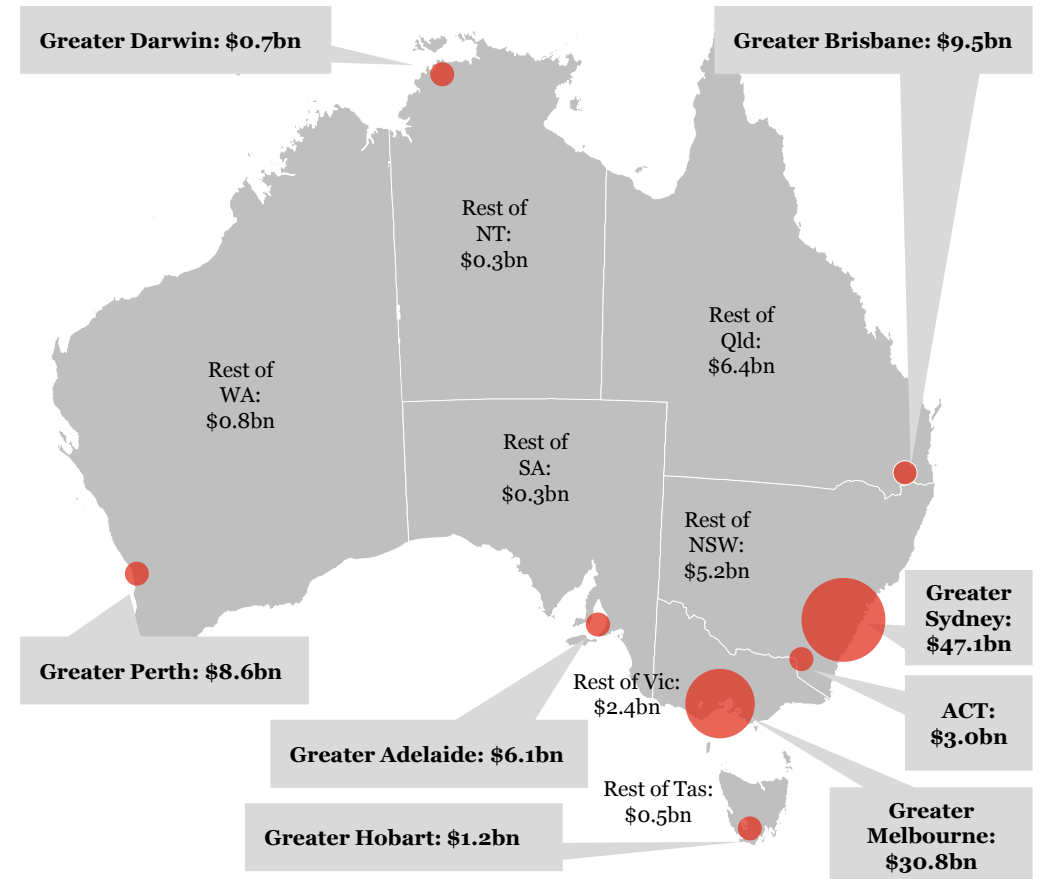 Greater Darwin: $0.7bn
Greater Brisbane: $9.5bn
Rest of
NT:
$0.3bn
Rest of
Qld:
$6.4bn
Rest of
WA:
$0.8bn
Rest of
SA:
$0.3bn
Rest of
NSW:
$5.2bn
Greater
Sydney:
$47.1bn
Greater Perth: $8.6bn
Rest of Vic:
$2.4bn
ACT:
$3.0bn
Greater Adelaide: $6.1bn
Rest of Tas:
$0.5bn
Greater Hobart: $1.2bn
Greater
Melbourne:
$30.8bn